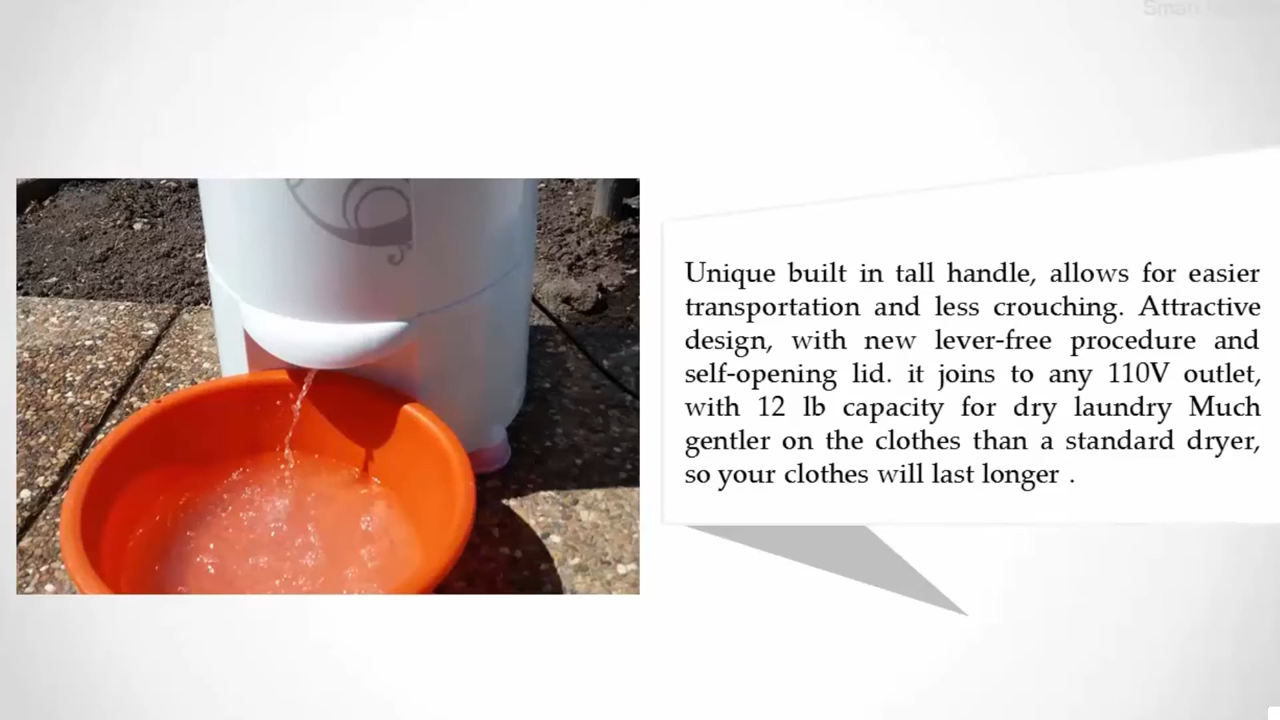 Smart
Unique built in tall handle, allows for easier
transportation and less crouching. Attractive
design, with new lever-free procedure and
self-opening lid. it joins to any 110V outlet,
with 12 lb capacity for dry laundry Much
gentler on the clothes than a standard dryer,
so your clothes will last longer .